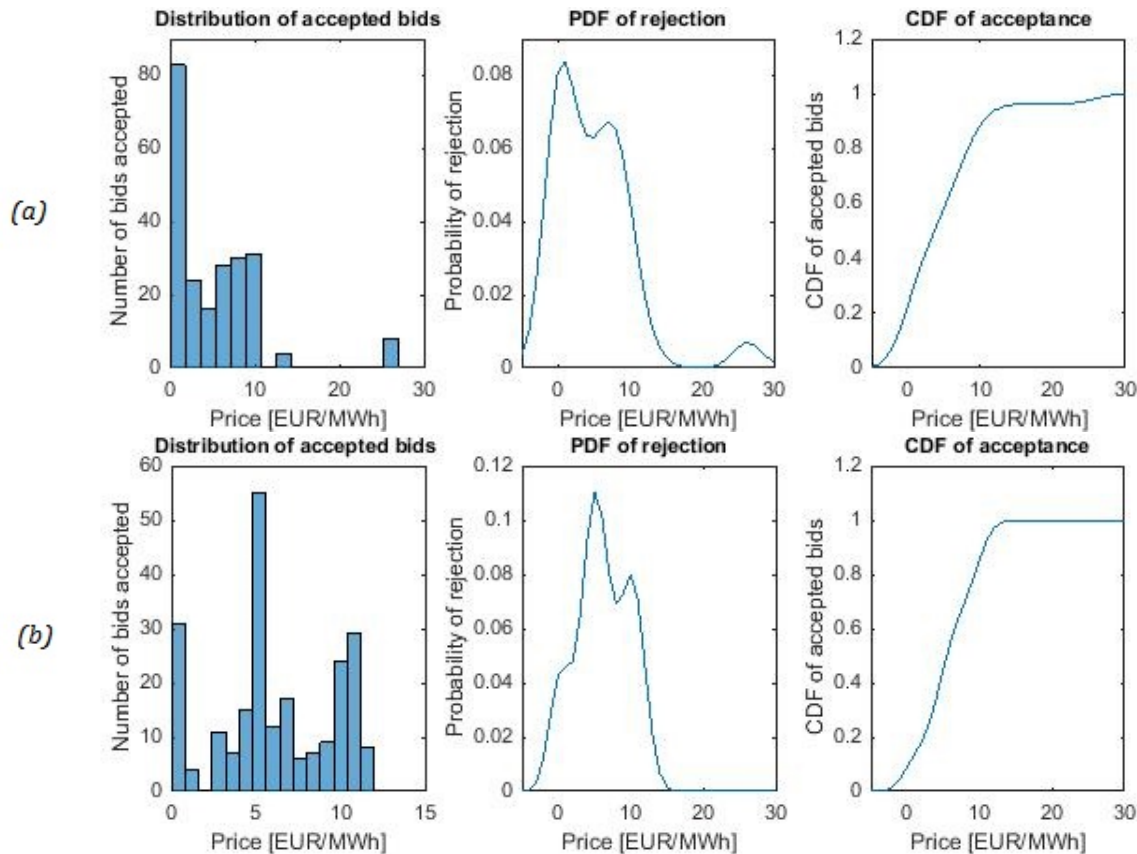 (a)
Distribution of accepted bids
Number of bids accepted
80
60
40
20
0
0 10 20 30
Price [EUR/MWh]
PDF of rejection
Probability of rejection
0.08
0.06
0.04
0.02
0
0 10 20 30
Price [EUR/MWh]
CDF of acceptance
CDF of accepted bids
1.2
1
0.8
0.6
0.4
0.2
0
0 10 20 30
Price [EUR/MWh]
(b)
Distribution of accepted bids
Number of bids accepted
60
50
40
30
20
10
0
0 5 10 15
Price [EUR/MWh]
PDF of rejection
Probability of rejection
0.12
0.1
0.08
0.06
0.04
0.02
0
0 10 20 30
Price [EUR/MWh]
CDF of acceptance
CDF of accepted bids
1.2
1
0.8
0.6
0.4
0.2
0
0 10 20 30
Price [EUR/MWh]